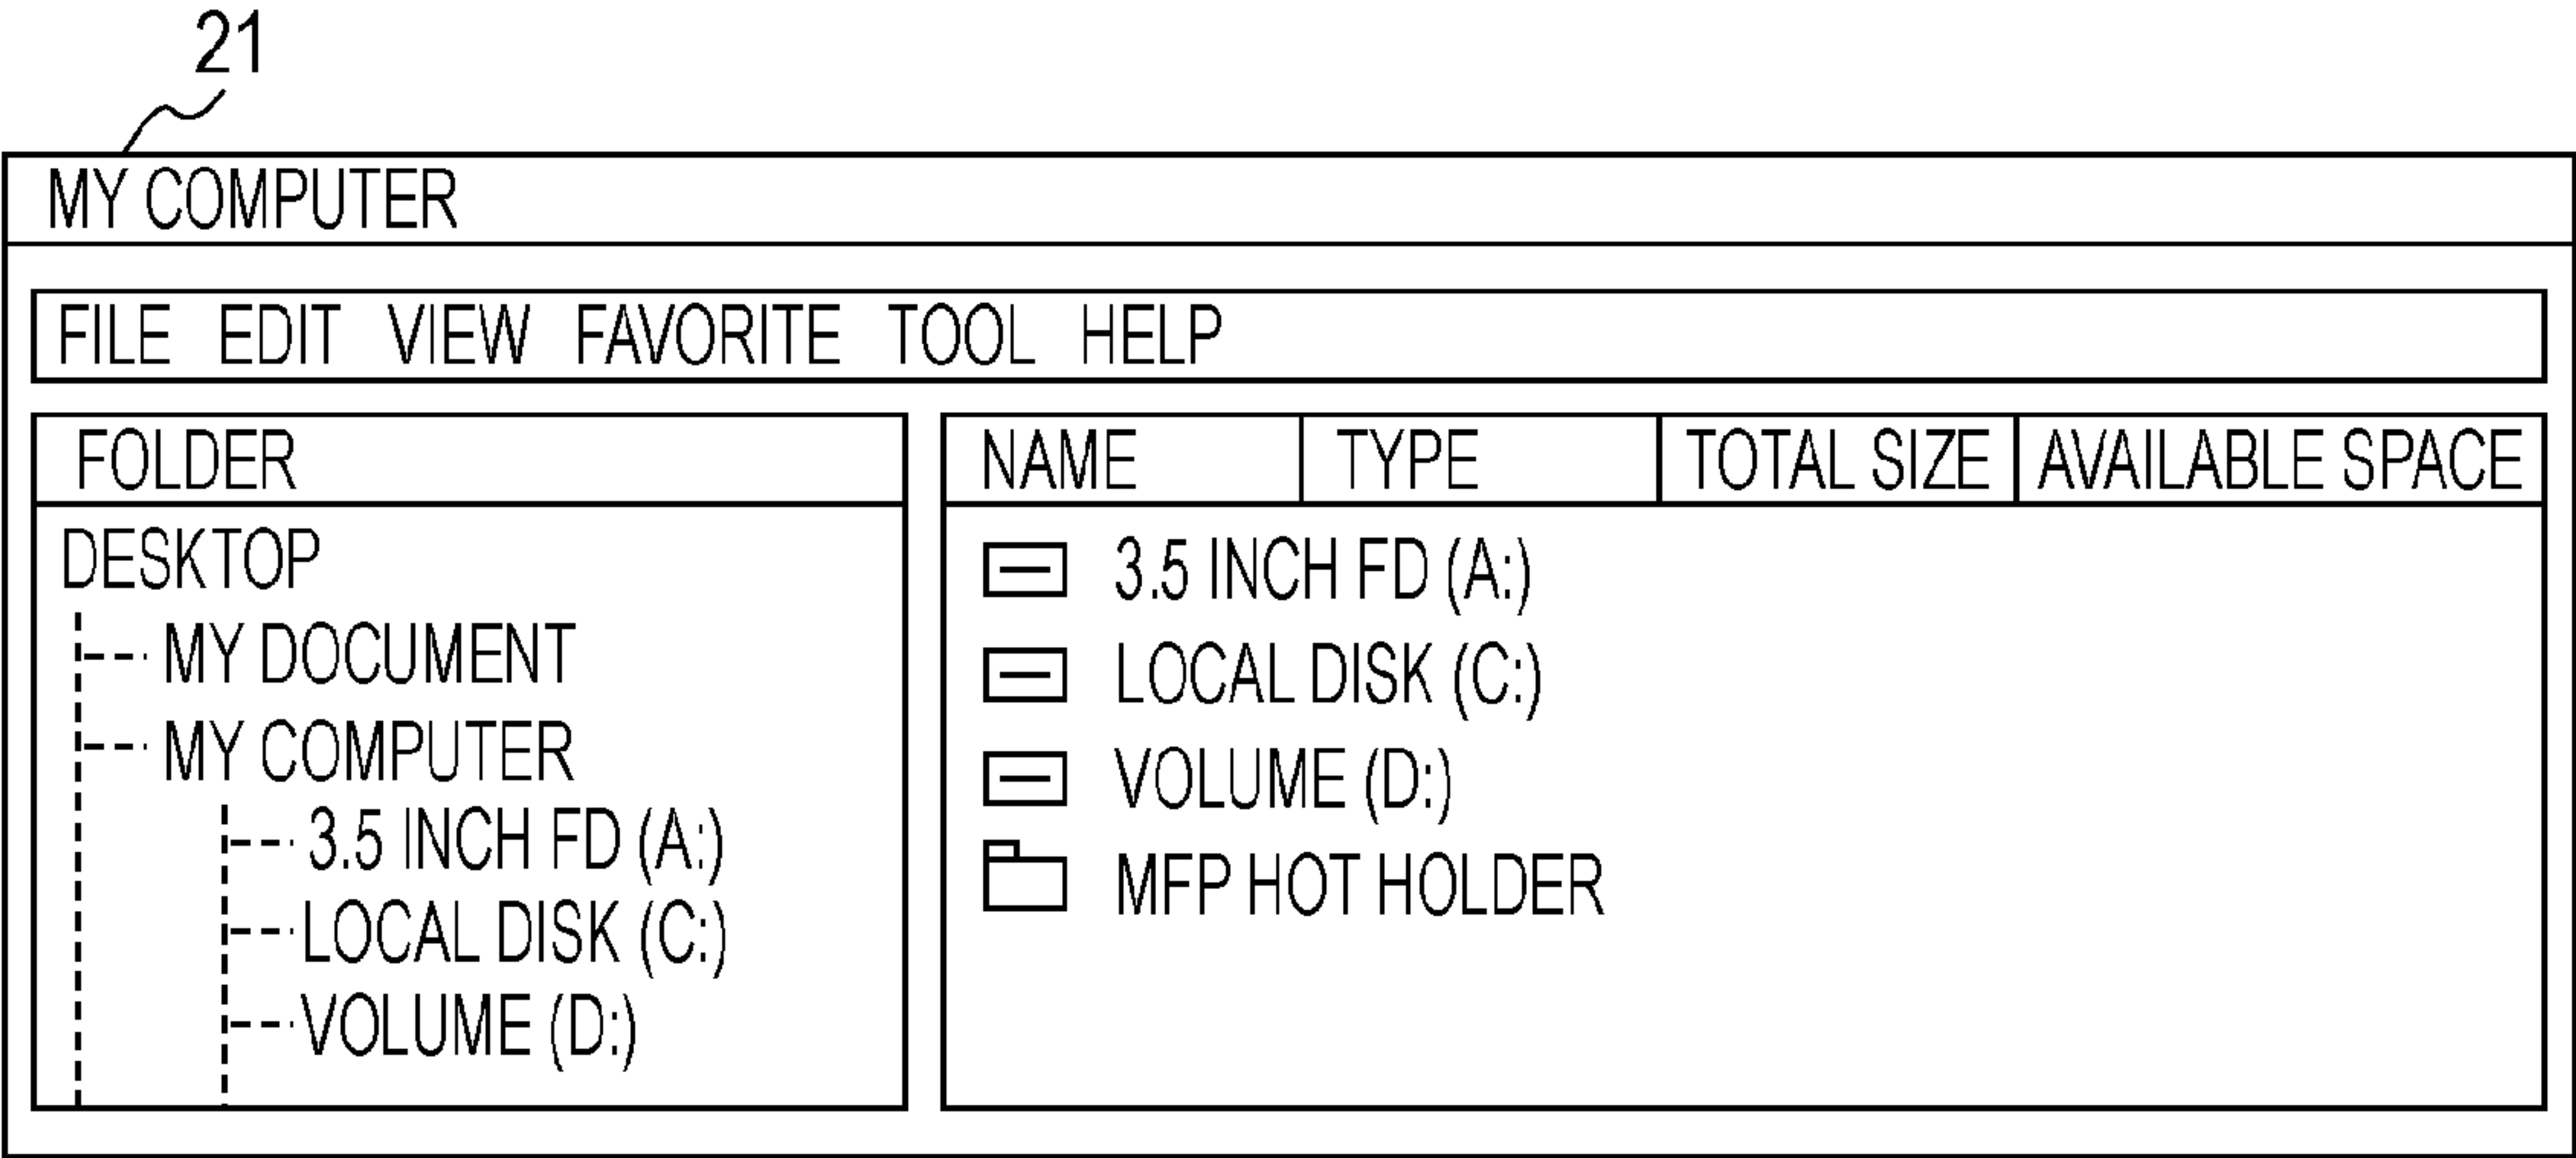 21
MY COMPUTER
FILE EDIT VIEW FAVORITE TOOL HELP
FOLDER
DESKTOP
MY DOCUMENT
MY COMPUTER
3.5 INCH FD (A:)
LOCAL DISK (C:)
VOLUME (D:)
NAME TYPE TOTAL SIZE AVAILABLE SPACE
3.5 INCH FD (A:)
LOCAL DISK (C:)
VOLUME (D:)
MFP HOT HOLDER